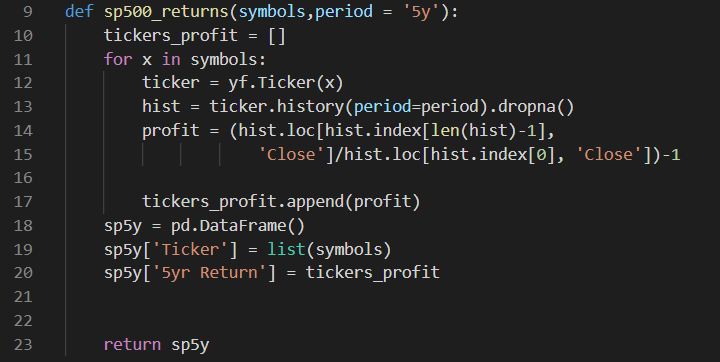 9 def sp500_returns(symbols,period = '5y'):
10 tickers_profit = []
11 for x in symbols:
12 ticker = yf.Ticker(x)
13 hist = ticker.history(period=period).dropna()
14 profit = (hist.loc[hist.index[len(hist)-1],
15 'Close']/hist.loc[hist.index[0], 'Close'])-1
16
17 tickers_profit.append(profit)
18 sp5y = pd.DataFrame()
19 sp5y['Ticker'] = list(symbols)
20 sp5y['5yr Return'] = tickers_profit
21
22
23 return sp5y